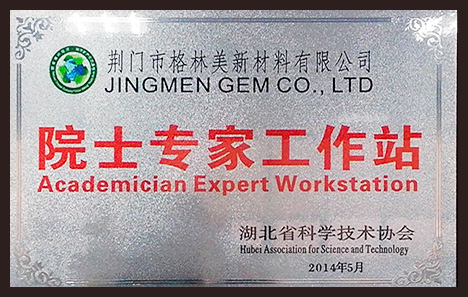 荆门市格林美新材料有限公司
JINGMEN GEM CO., LTD
院士专家工作站
Academician Expert Workstation
湖北省科学技术协会
Hubei Association for Science and Technology
2014年5月